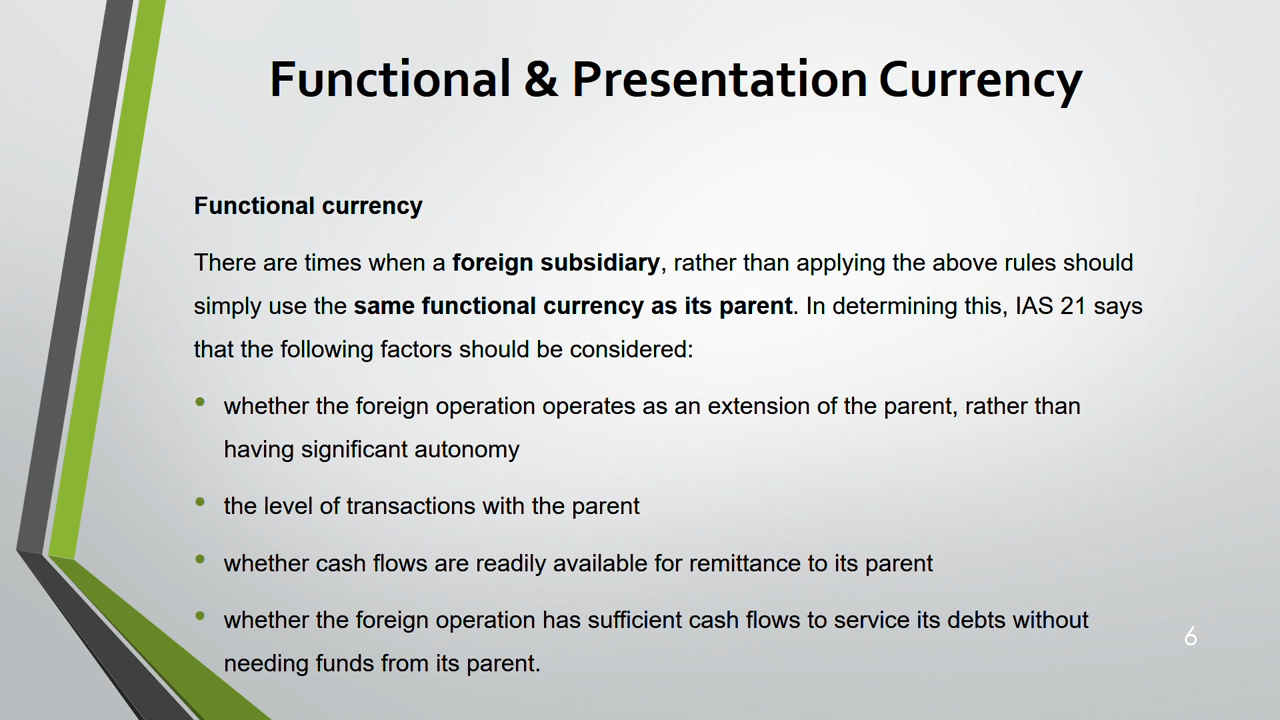 Functional & Presentation Currency
Functional currency
There are times when a foreign subsidiary, rather than applying the above rules should
simply use the same functional currency as its parent. In determining this, IAS 21 says
that the following factors should be considered:
• whether the foreign operation operates as an extension of the parent, rather than
having significant autonomy
• the level of transactions with the parent
• whether cash flows are readily available for remittance to its parent
• whether the foreign operation has sufficient cash flows to service its debts without
needing funds from its parent.
6